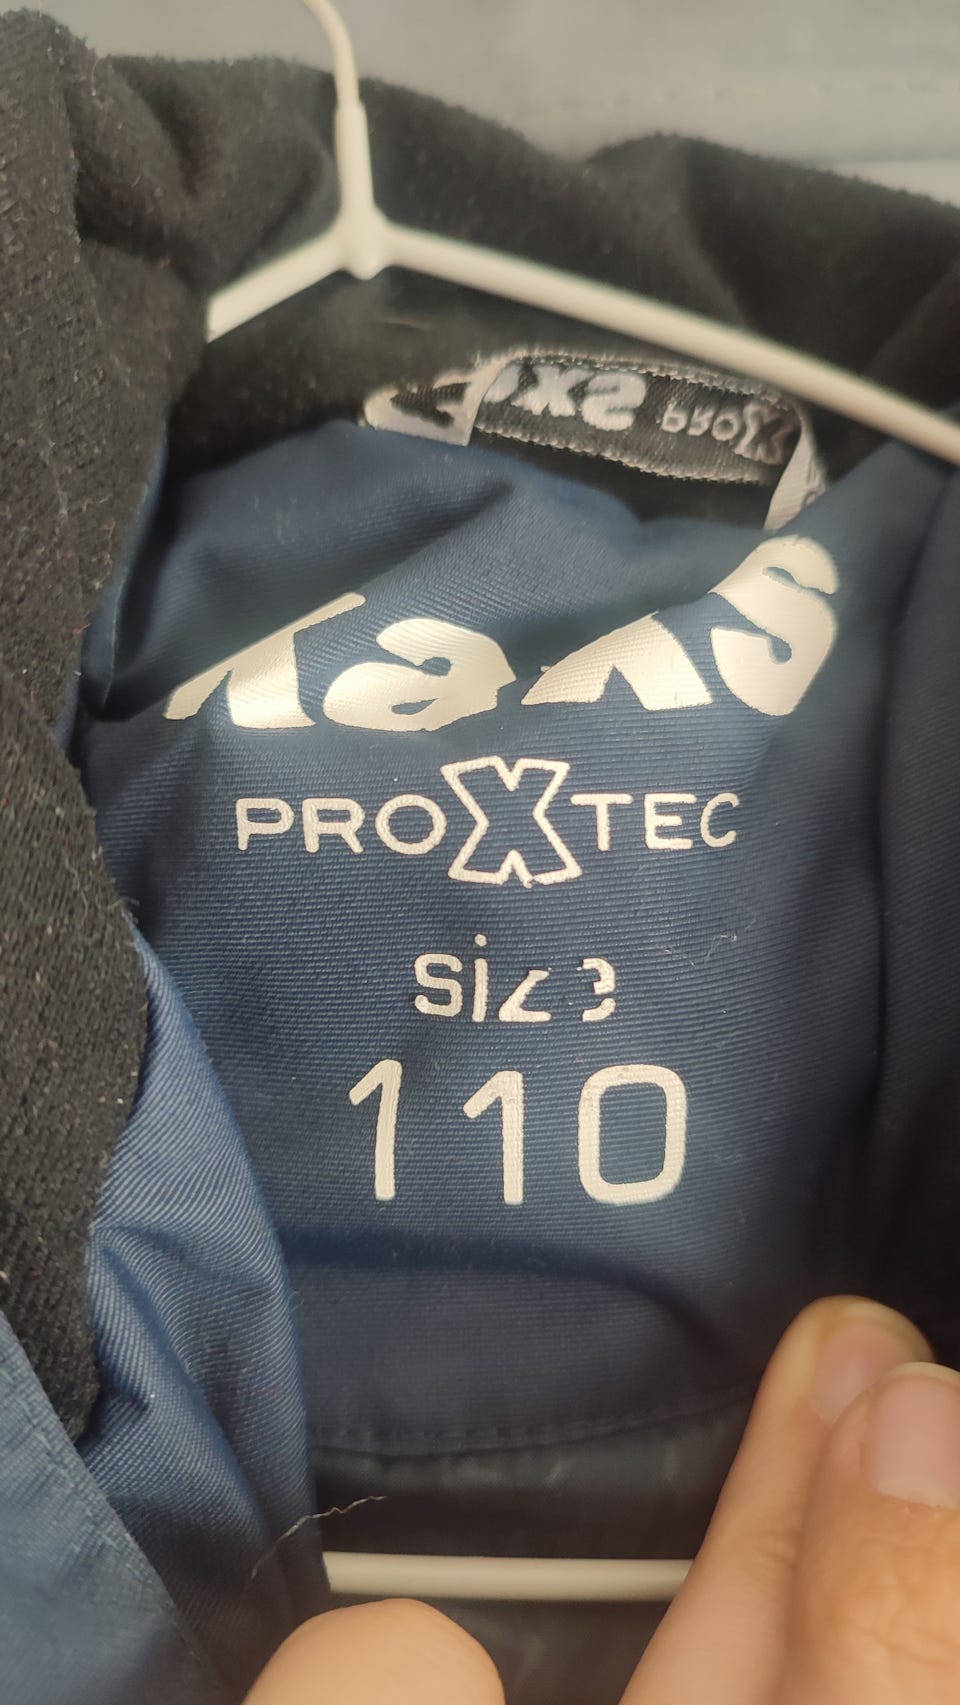 Kaxs
PROXTEC
size
110